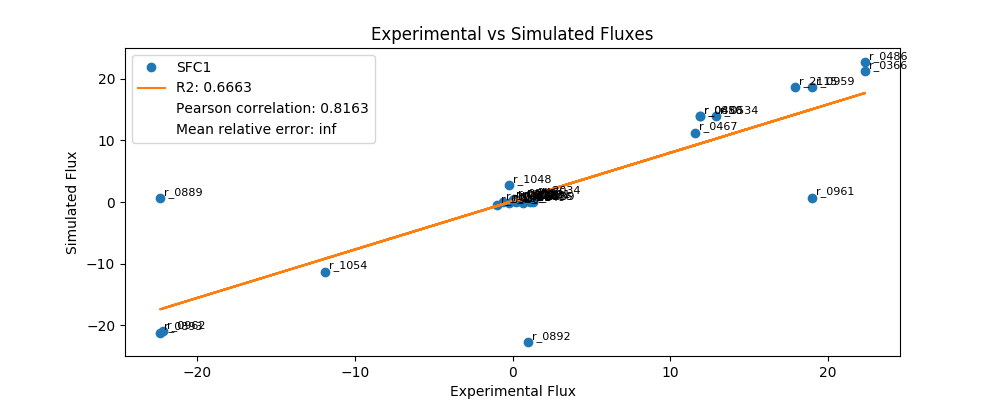 Experimental vs Simulated Fluxes
SFC1
R2: 0.6663
Pearson correlation: 0.8163
Mean relative error: inf
r_0486
r_0366
r_0959
r_0534
r_0467
r_1048
r_0889
r_0961
r_1054
r_0962
r_0892
20
10
0
−10
−20
Simulated Flux
−20
−10
0
10
20
Experimental Flux